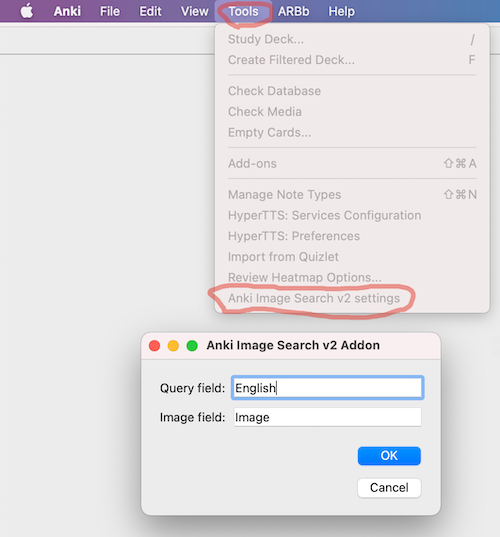 Anki File Edit View Tools ARBb Help
Study Deck... /
Create Filtered Deck... F
Check Database
Check Media
Empty Cards...
Add-ons ⇧⌘A
Manage Note Types ⇧⌘N
HyperTTS: Services Configuration
HyperTTS: Preferences
Import from Quizlet
Review Heatmap Options...
Anki Image Search v2 settings
Anki Image Search v2 Addon
Query field: English
Image field: Image
OK
Cancel